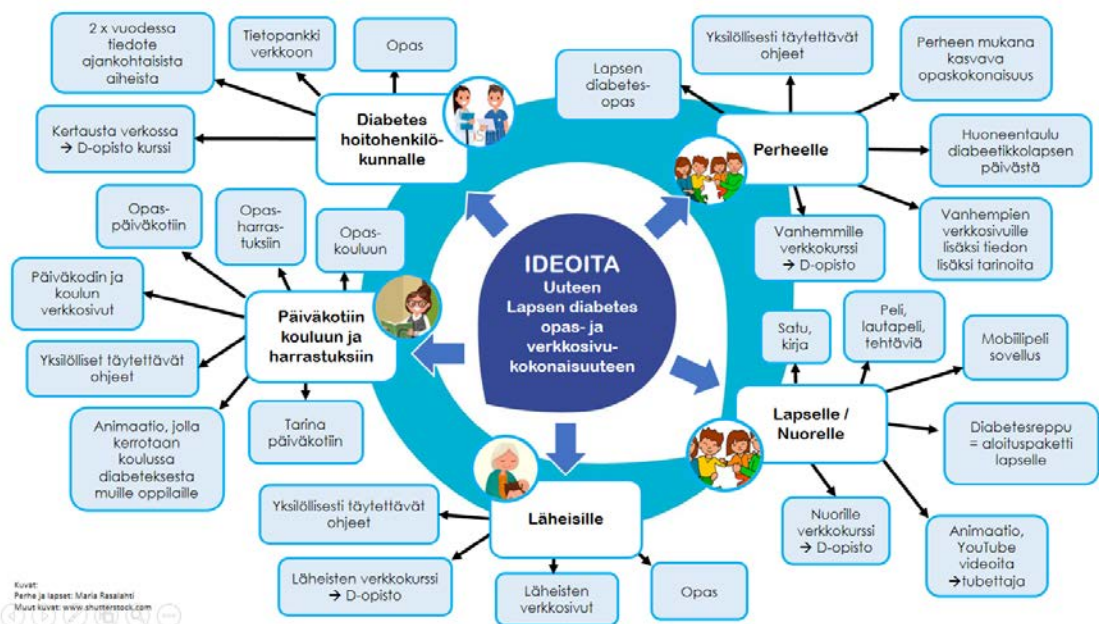 2 x vuodessa
tiedote
ajankohtaisista
aiheista
Tietopankki
verkkoon
Opas
Kertausta verkossa
→ D-opisto kurssi
Diabetes
hoitohenkilö-
kunnalle
Lapsen
diabetes-
opas
Yksilöllisesti täytettävät
ohjeet
Perheen mukana
kasvava
opaskokonaisuus
Perheelle
Huoneentaulu
diabeetikkolapsen
päivästä
Vanhemmille
verkkokurssi
→ D-opisto
Vanhempien
verkkosivuille
lisäksi tiedon
lisäksi tarinoita
IDEOITA
Uuteen
Lapsen diabetes
opas- ja
verkkosivu-
kokonaisuuteen
Opas-
päiväkotiin
Opas-
harras-
tuksiin
Opas-
kouluun
Päiväkodin ja
koulun
verkkosivut
Päiväkotiin
kouluun ja
harrastuksiin
Yksilölliset täytettävät
ohjeet
Animaatio, jolla
kerrotaan
koulussa
diabeteksesta
muille oppilaille
Tarina
päiväkotiin
Satu,
kirja
Peli,
lautapeli,
tehtäviä
Mobiilipeli
sovellus
Lapselle /
Nuorelle
Diabetesreppu
= aloituspaketti
lapselle
Nuorille
verkkokurssi
→ D-opisto
Animaatio,
YouTube
videoita
→tubettaja
Läheisille
Yksilöllisesti täytettävät
ohjeet
Läheisten verkkokurssi
→ D-opisto
Läheisten
verkkosivut
Opas
Kuvat:
Perhe ja lapset: Maria Rasalahti
Muut kuvat: www.shutterstock.com